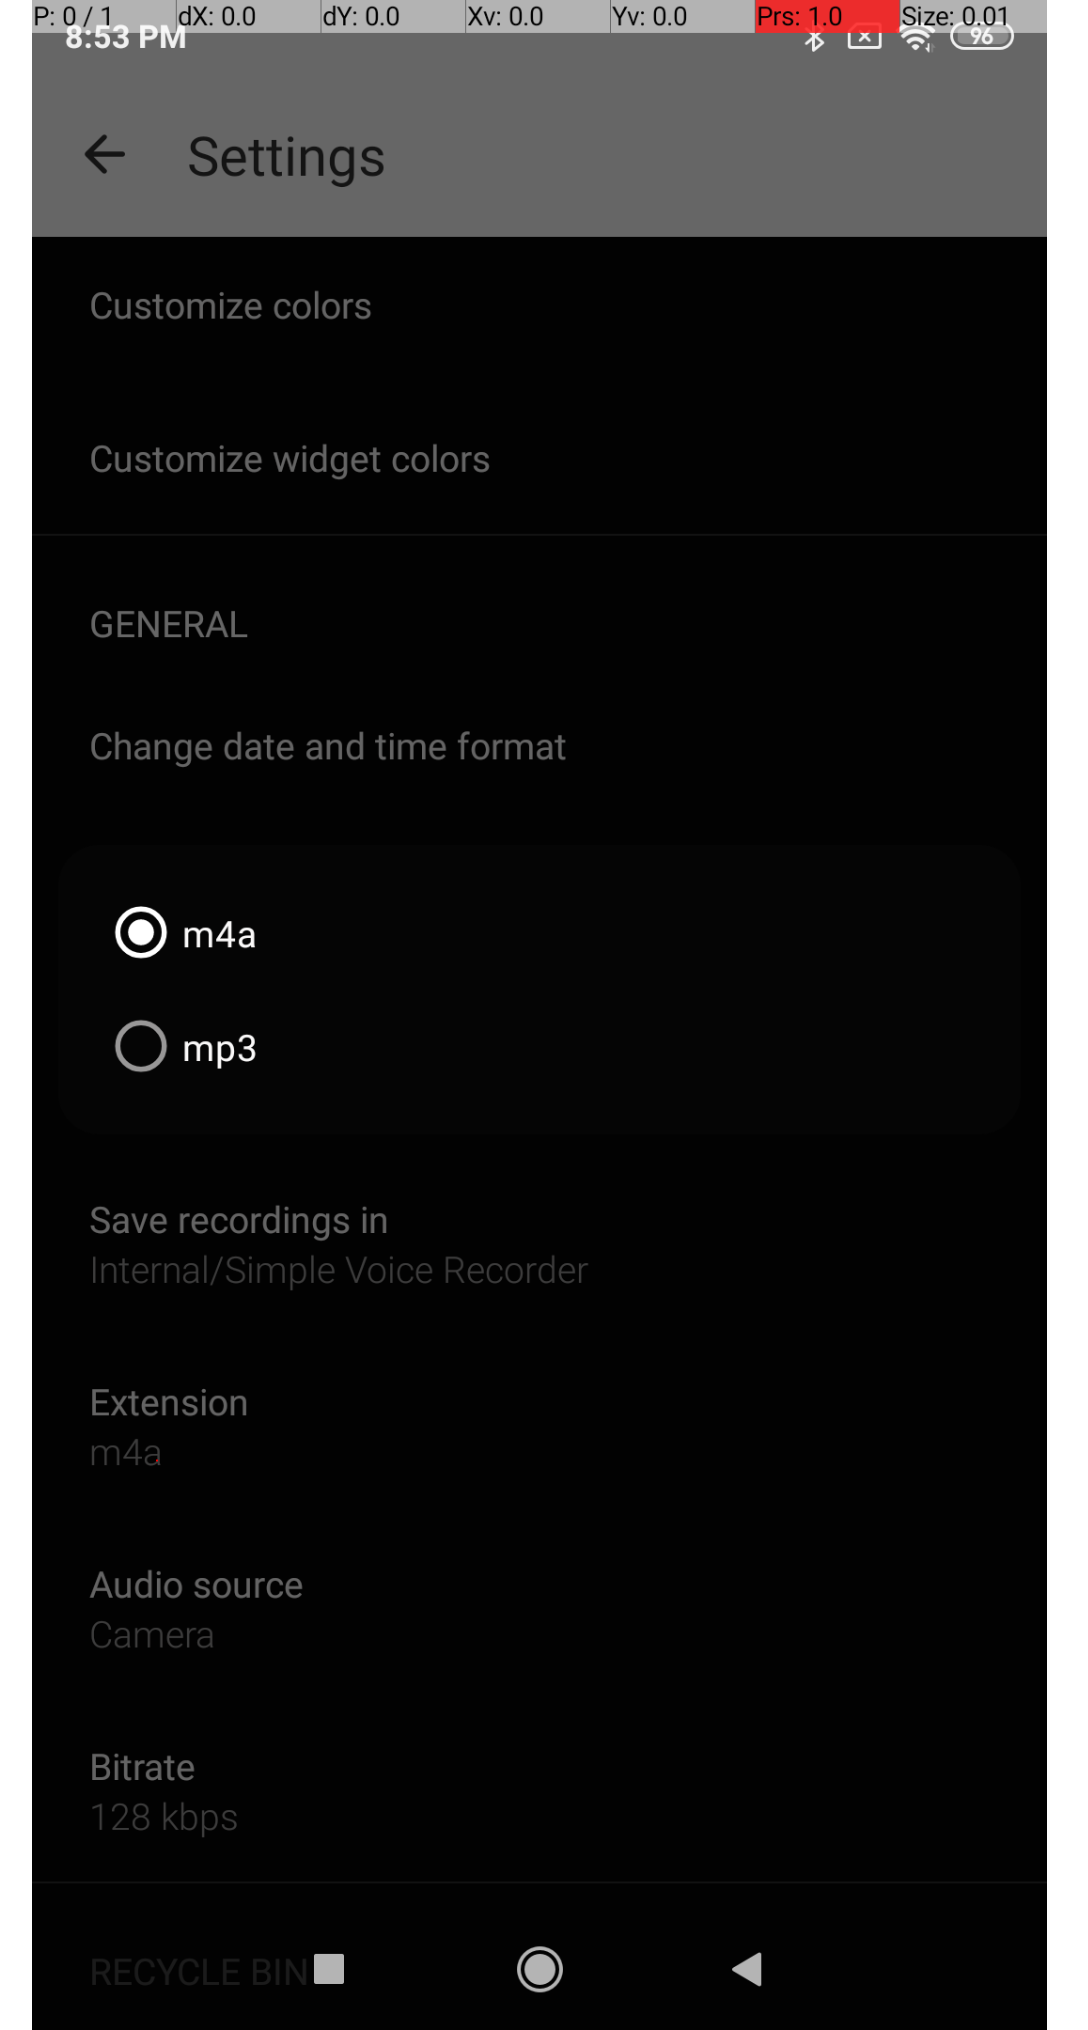 P: 0 / 1 dX: 0.0 dY: 0.0 Xv: 0.0 Yv: 0.0 Prs: 1.0 Size: 0.01
8:53 PM 96
Settings
Customize colors
Customize widget colors
GENERAL
Change date and time format
m4a
mp3
Save recordings in
Internal/Simple Voice Recorder
Extension
m4a
Audio source
Camera
Bitrate
128 kbps
RECYCLE BIN